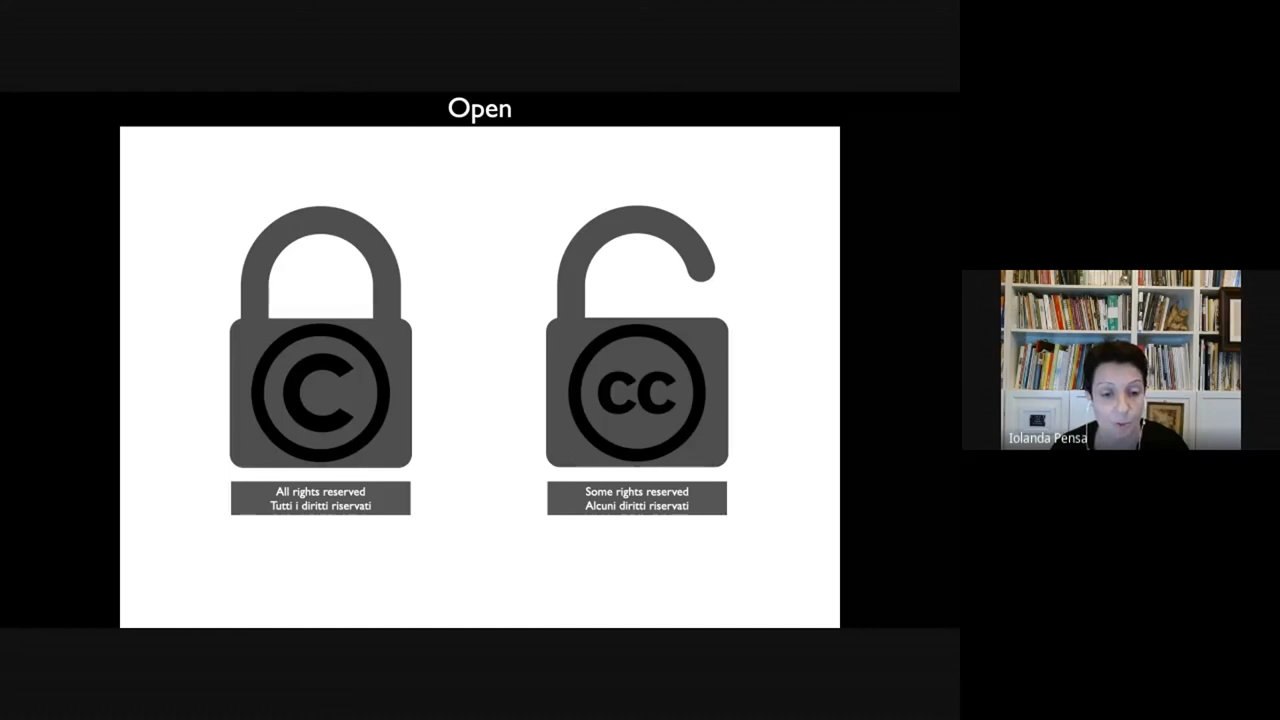 Open
C
CC
All rights reserved
Tutti i diritti riservati
Some rights reserved
Alcuni diritti riservati
Iolanda Pensa